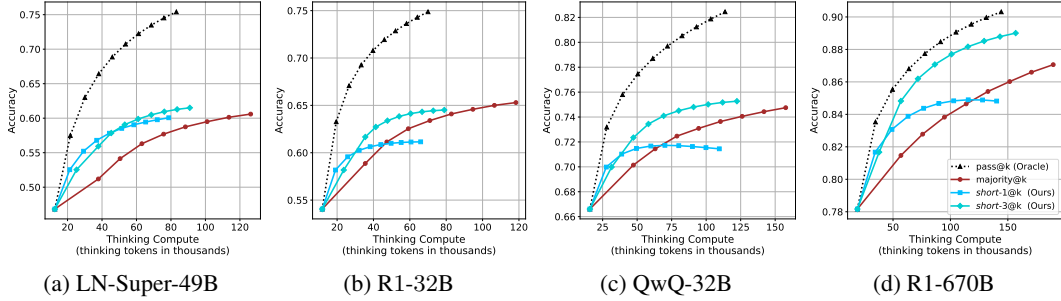 Accuracy
0.75
0.70
0.65
0.60
0.55
0.50
20 40 60 80 100 120
Thinking Compute
(thinking tokens in thousands)
(a) LN-Super-49B
Accuracy
0.75
0.70
0.65
0.60
0.55
20 40 60 80 100 120
Thinking Compute
(thinking tokens in thousands)
(b) R1-32B
Accuracy
0.82
0.80
0.78
0.76
0.74
0.72
0.70
0.68
0.66
25 50 75 100 125 150
Thinking Compute
(thinking tokens in thousands)
(c) QwQ-32B
Accuracy
0.90
0.88
0.86
0.84
0.82
0.80
0.78
50 100 150
pass@k (Oracle)
majority@k
short-1@k (Ours)
short-3@k (Ours)
Thinking Compute
(thinking tokens in thousands)
(d) R1-670B